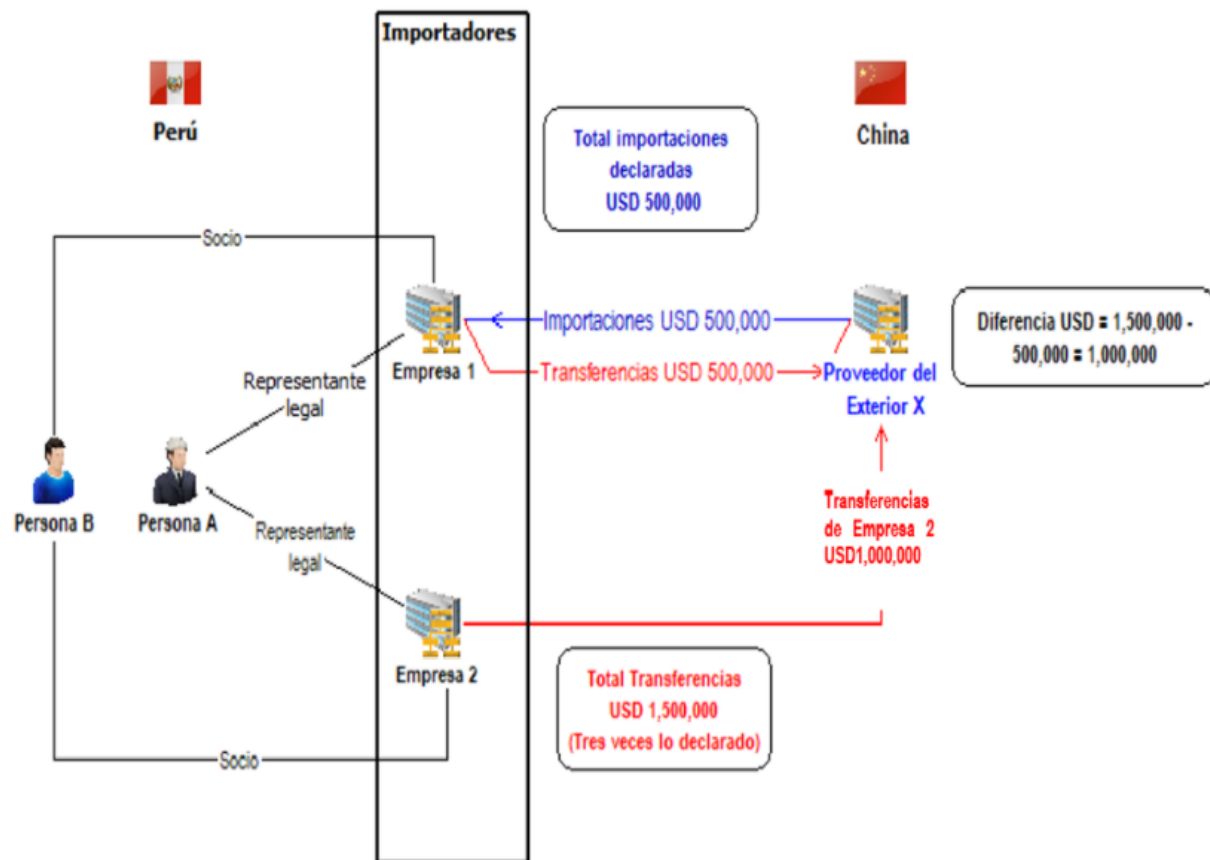 Importadores
Perú
China
Total importaciones
declaradas
USD 500,000
Socio
Importaciones USD 500,000
Diferencia USD = 1,500,000 -
500,000 = 1,000,000
Empresa 1
Transferencias USD 500,000
Proveedor del
Exterior X
Representante
legal
Persona B
Persona A
Representante
legal
Transferencias
de Empresa 2
USD1,000,000
Empresa 2
Total Transferencias
USD 1,500,000
(Tres veces lo declarado)
Socio